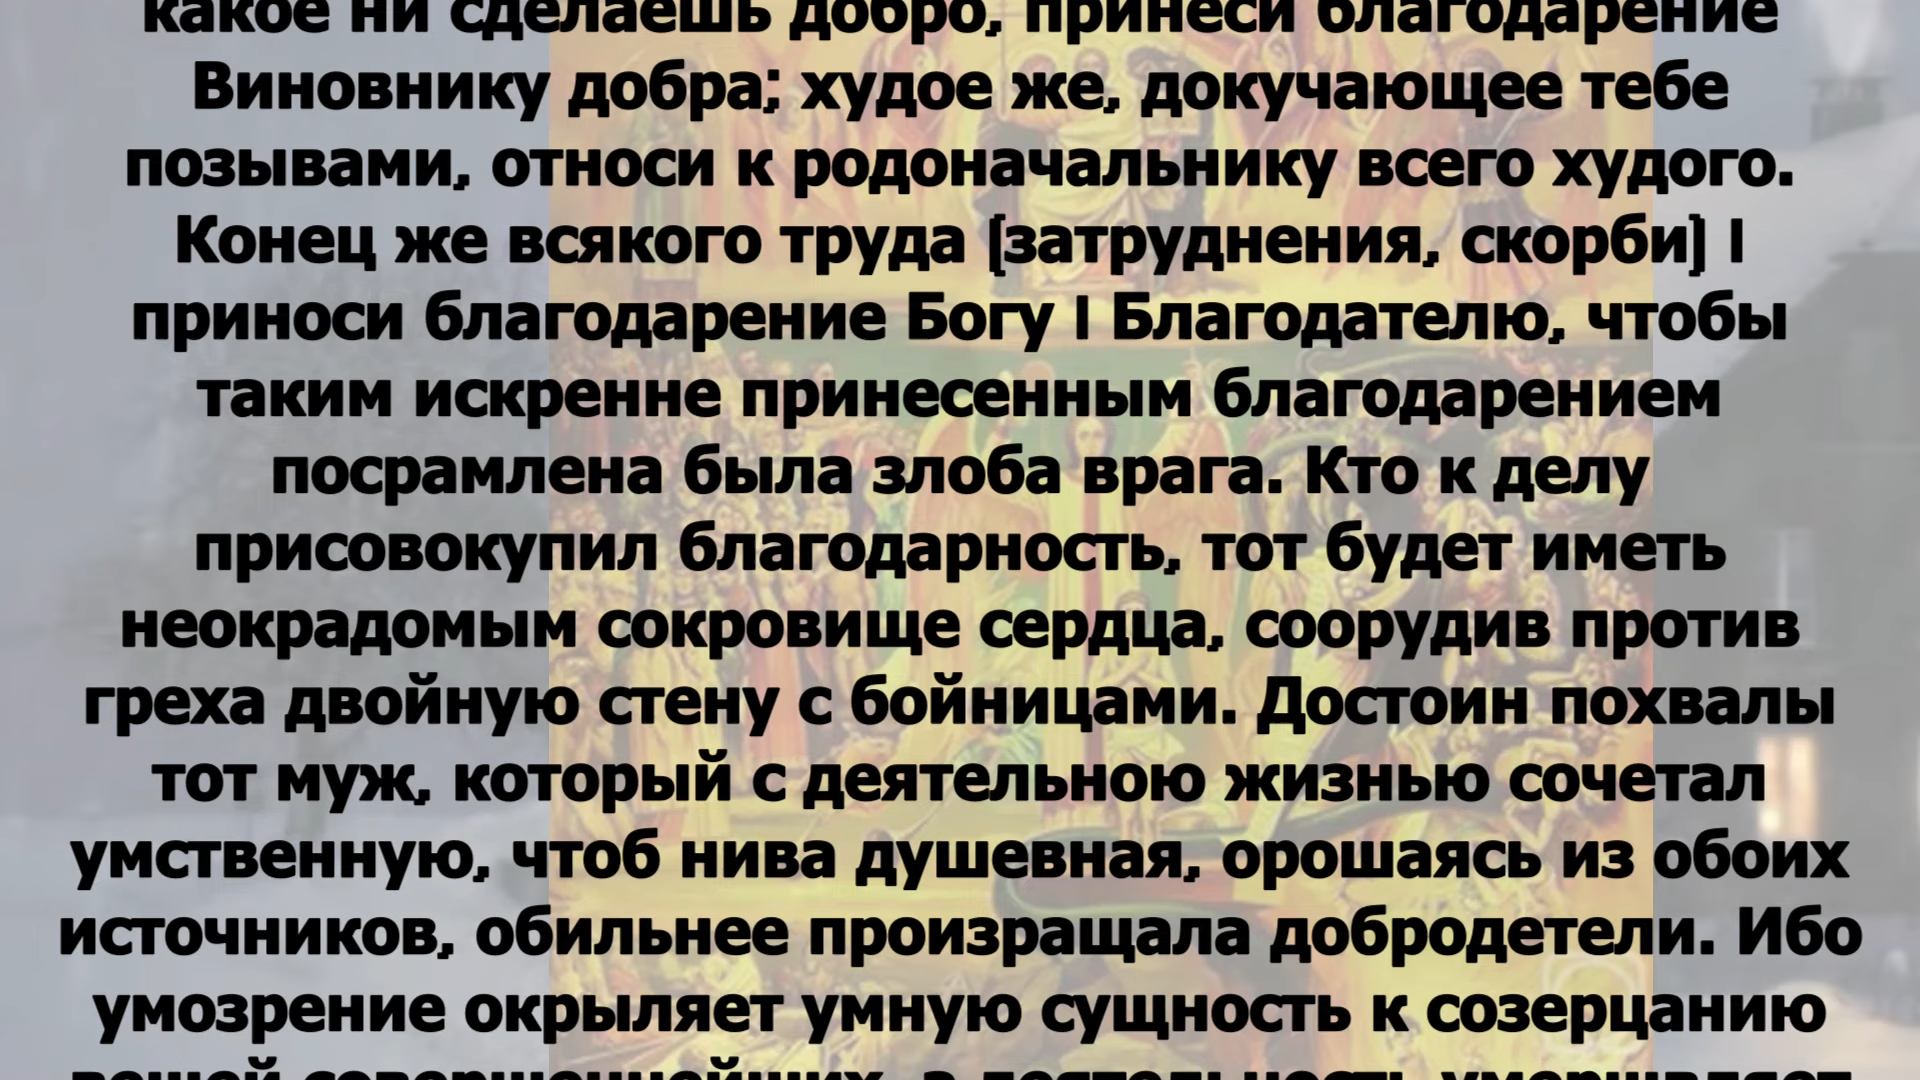 какое ни сделаешь добро, принеси благодарение
Виновнику добра; худое же, докучающее тебе
позывами, относи к родоначальнику всего худого.
Конец же всякого труда [затруднения, скорби] |
приноси благодарение Богу | Благодателю, чтобы
таким искренне принесенным благодарением
посрамлена была злоба врага. Кто к делу
присовокупил благодарность, тот будет иметь
неокрадомым сокровище сердца, соорудив против
греха двойную стену с бойницами. Достоин похвалы
тот муж, который с деятельною жизнью сочетал
умственную, чтоб нива душевная, орошаясь из обоих
источников, обильнее произращала добродетели. Ибо
умозрение окрыляет умную сущность к созерцанию
вещей совершеннейших, а деятельность умерщвляет